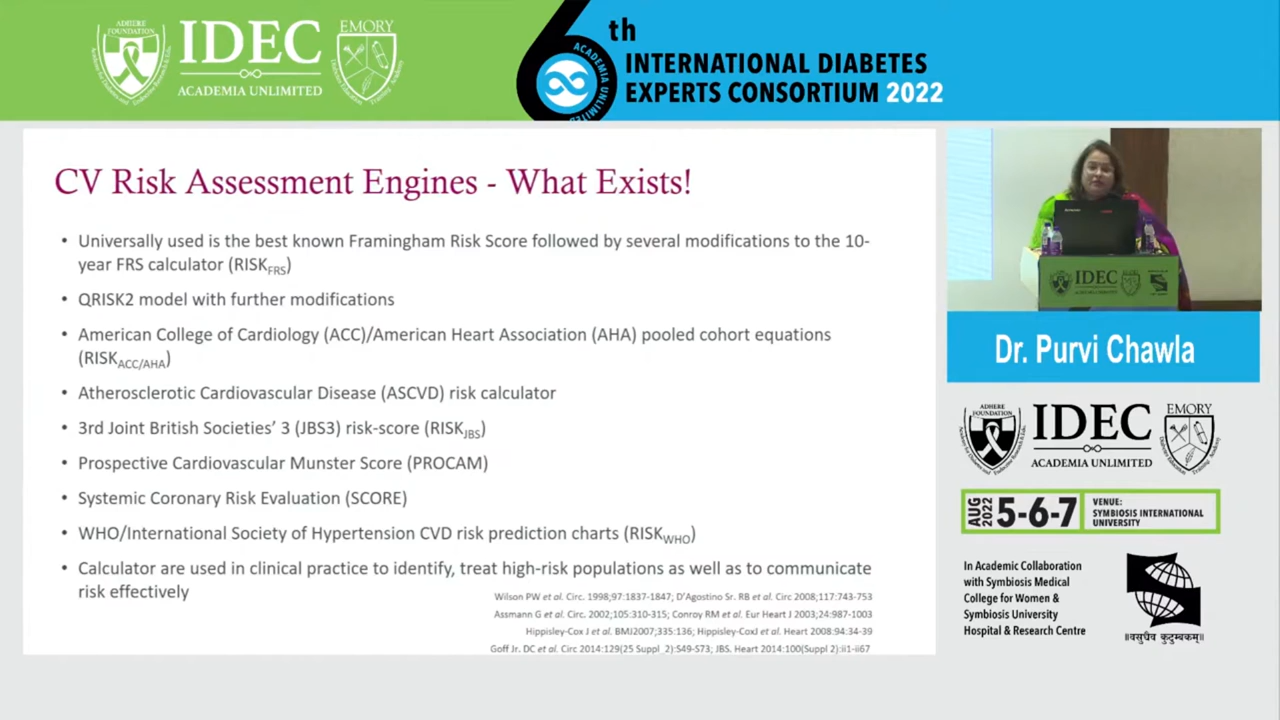 ADHERE
FOUNDATION
IDEC
ACADEMIA UNLIMITED
EMORY
6th
ACADEMIA UNLIMITED
INTERNATIONAL DIABETES
EXPERTS CONSORTIUM 2022
CV Risk Assessment Engines - What Exists!
• Universally used is the best known Framingham Risk Score followed by several modifications to the 10-
year FRS calculator (RISKFRS)
• QRISK2 model with further modifications
• American College of Cardiology (ACC)/American Heart Association (AHA) pooled cohort equations
(RISKACC/AHA)
• Atherosclerotic Cardiovascular Disease (ASCVD) risk calculator
• 3rd Joint British Societies' 3 (JBS3) risk-score (RISKJBS)
• Prospective Cardiovascular Munster Score (PROCAM)
• Systemic Coronary Risk Evaluation (SCORE)
• WHO/International Society of Hypertension CVD risk prediction charts (RISKWHO)
• Calculator are used in clinical practice to identify, treat high-risk populations as well as to communicate
risk effectively
Wilson PW et al. Circ. 1998;97:1837-1847; D'Agostino Sr. RB et al. Circ 2008;117:743-753
Assmann G et al. Circ. 2002;105:310-315; Conroy RM et al. Eur Heart J 2003;24:987-1003
Hippisley-Cox J et al. BMJ2007;335:136; Hippisley-CoxJ et al. Heart 2008:94:34-39
Goff Jr. DC et al. Circ 2014:129(25 Suppl_2):S49-S73; JBS. Heart 2014:100(Suppl 2):ii1-ii67
IDEC
Dr. Purvi Chawla
ADHERE
FOUNDATION
IDEC
ACADEMIA UNLIMITED
EMORY
AUG
2022
5-6-7
VENUE:
SYMBIOSIS INTERNATIONAL
UNIVERSITY
In Academic Collaboration
with Symbiosis Medical
College for Women &
Symbiosis University
Hospital & Research Centre
॥वसुधैव कुटुम्बकम्॥